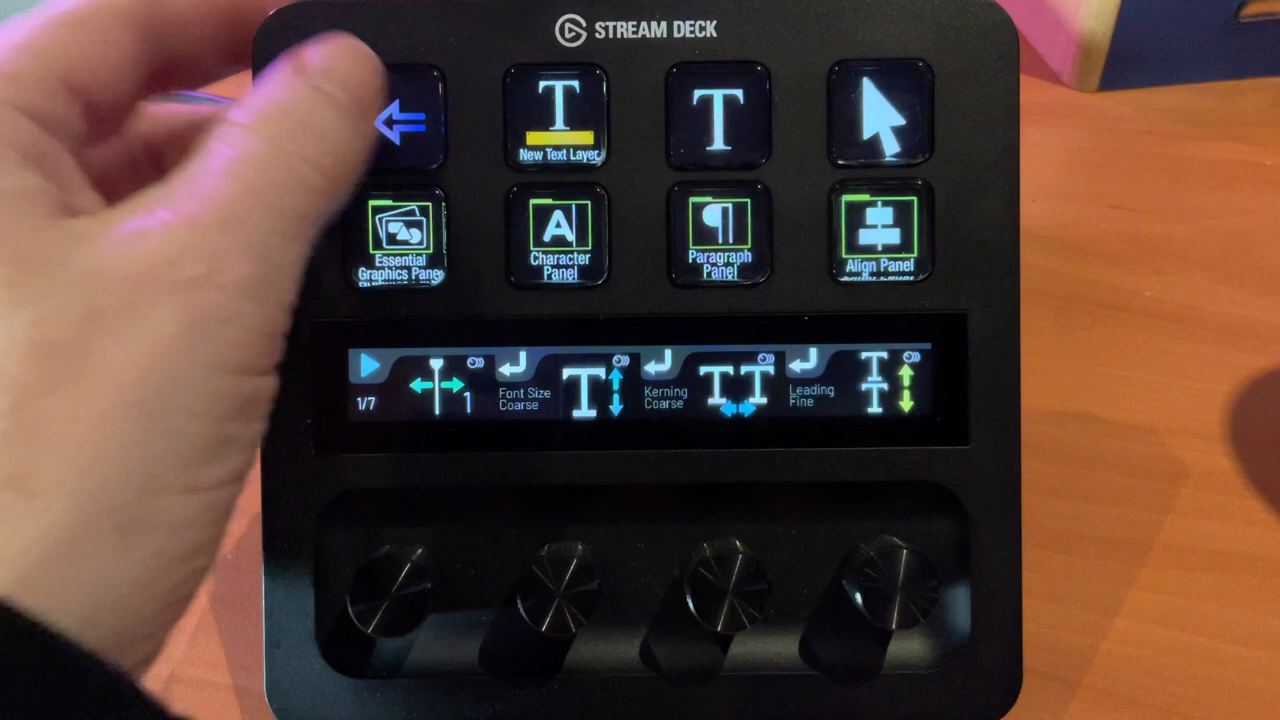 STREAM DECK
T
New Text Layer
T
Essential
Graphics Pane
A
Character
Panel
¶
Paragraph
Panel
Align Panel
1/7
1
Font Size
Coarse
T
Kerning
Coarse
T T
Leading
Fine
T
T